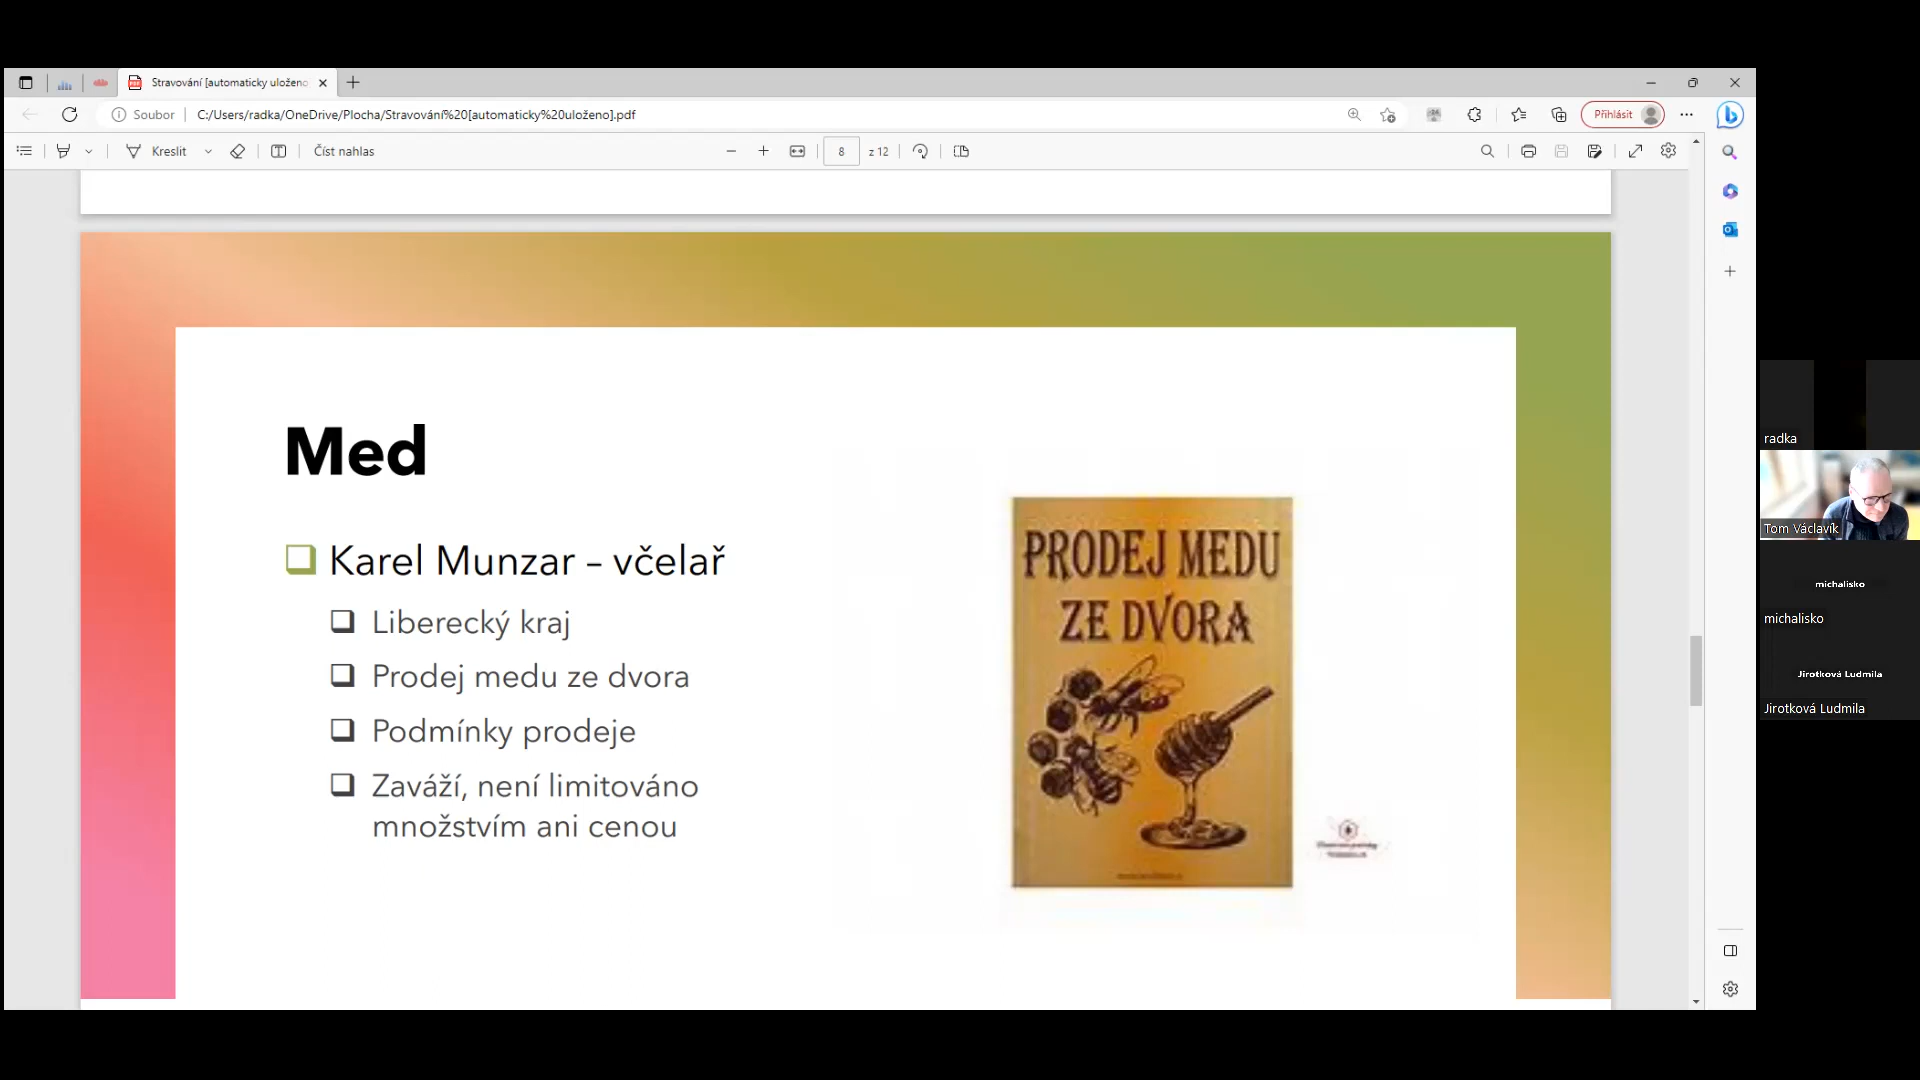 Stravování [automaticky uloženo
Soubor
C:/Users/radka/OneDrive/Plocha/Stravování%20[automaticky%20uloženo].pdf
Přihlásit
Kreslit
Číst nahlas
8
z 12
Med
Karel Munzar – včelař
Liberecký kraj
Prodej medu ze dvora
Podmínky prodeje
Zaváží, není limitováno
množstvím ani cenou
PRODEJ MEDU
ZE DVORA
radka
Tom Václavík
michalisko
michalisko
Jirotková Ludmila
Jirotková Ludmila